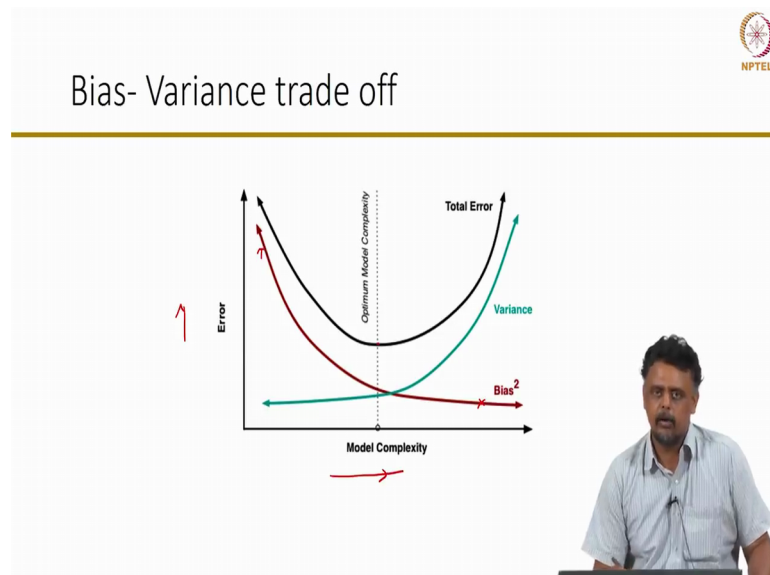 NPTEL
Bias- Variance trade off
Total Error
Optimum Model Complexity
Error
Variance
Bias2
Model Complexity